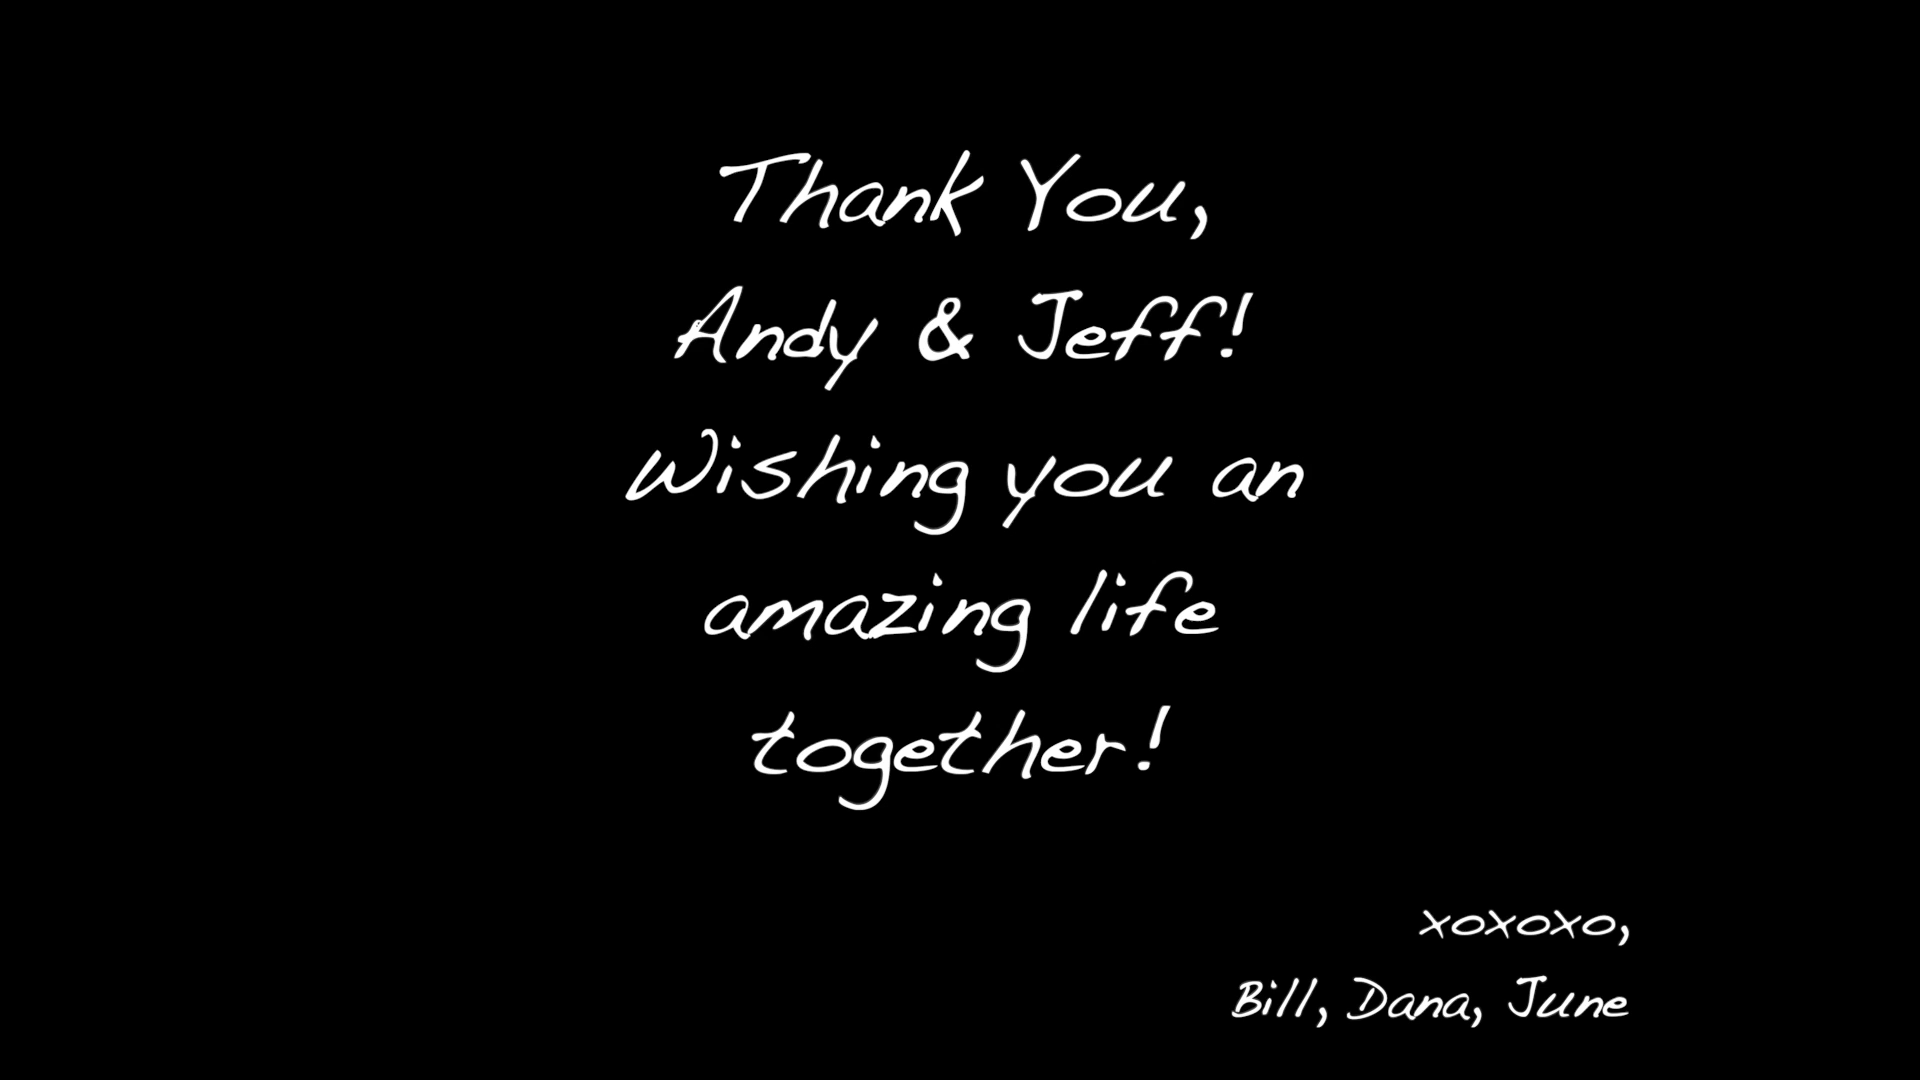 Thank You,
Andy & Jeff!
Wishing you an
amazing life
together!
xoxoxo,
Bill, Dana, June